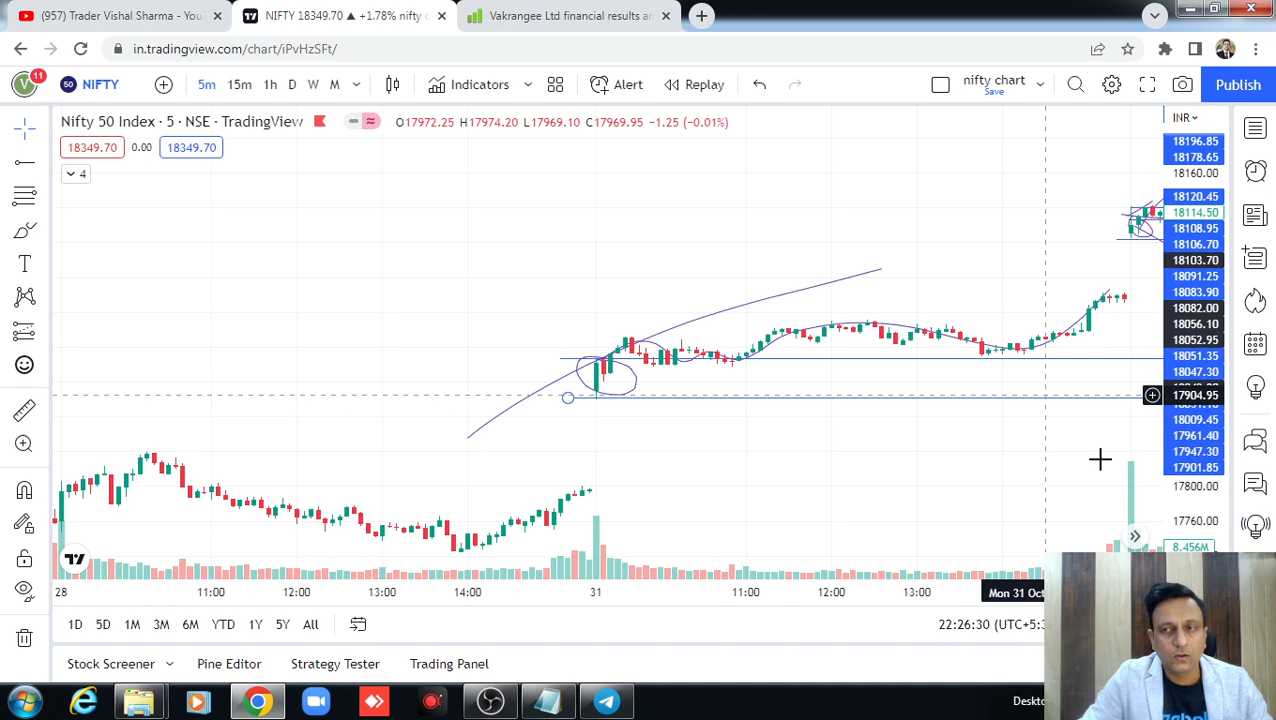 (957) Trader Vishal Sharma - YouT
NIFTY 18349.70 ▲ +1.78% nifty c
Vakrangee Ltd financial results an
in.tradingview.com/chart/iPvHzSFt/
V
11
50 NIFTY
5m 15m 1h D W M
Indicators
Alert
Replay
nifty chart
Save
Publish
Nifty 50 Index · 5 · NSE · TradingView
O17972.25 H17974.20 L17969.10 C17969.95 −1.25 (−0.01%)
INR
18349.70 0.00 18349.70
4
18196.85
18178.65
18160.00
18120.45
18114.50
18108.95
18106.70
18103.70
18091.25
18083.90
18082.00
18056.10
18052.95
18051.35
18047.30
17904.95
18009.45
17961.40
17947.30
17901.85
17800.00
17760.00
8.456M
28 11:00 12:00 13:00 14:00 31 11:00 12:00 13:00 Mon 31 Oct
1D 5D 1M 3M 6M YTD 1Y 5Y All
22:26:30 (UTC+5:3
Stock Screener Pine Editor Strategy Tester Trading Panel
Deskto